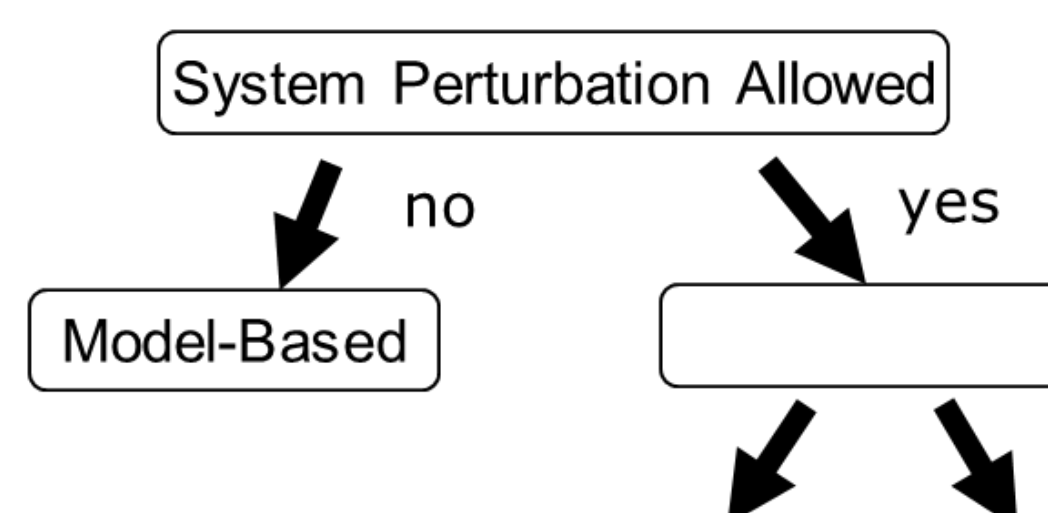 System Perturbation Allowed
no
yes
Model-Based